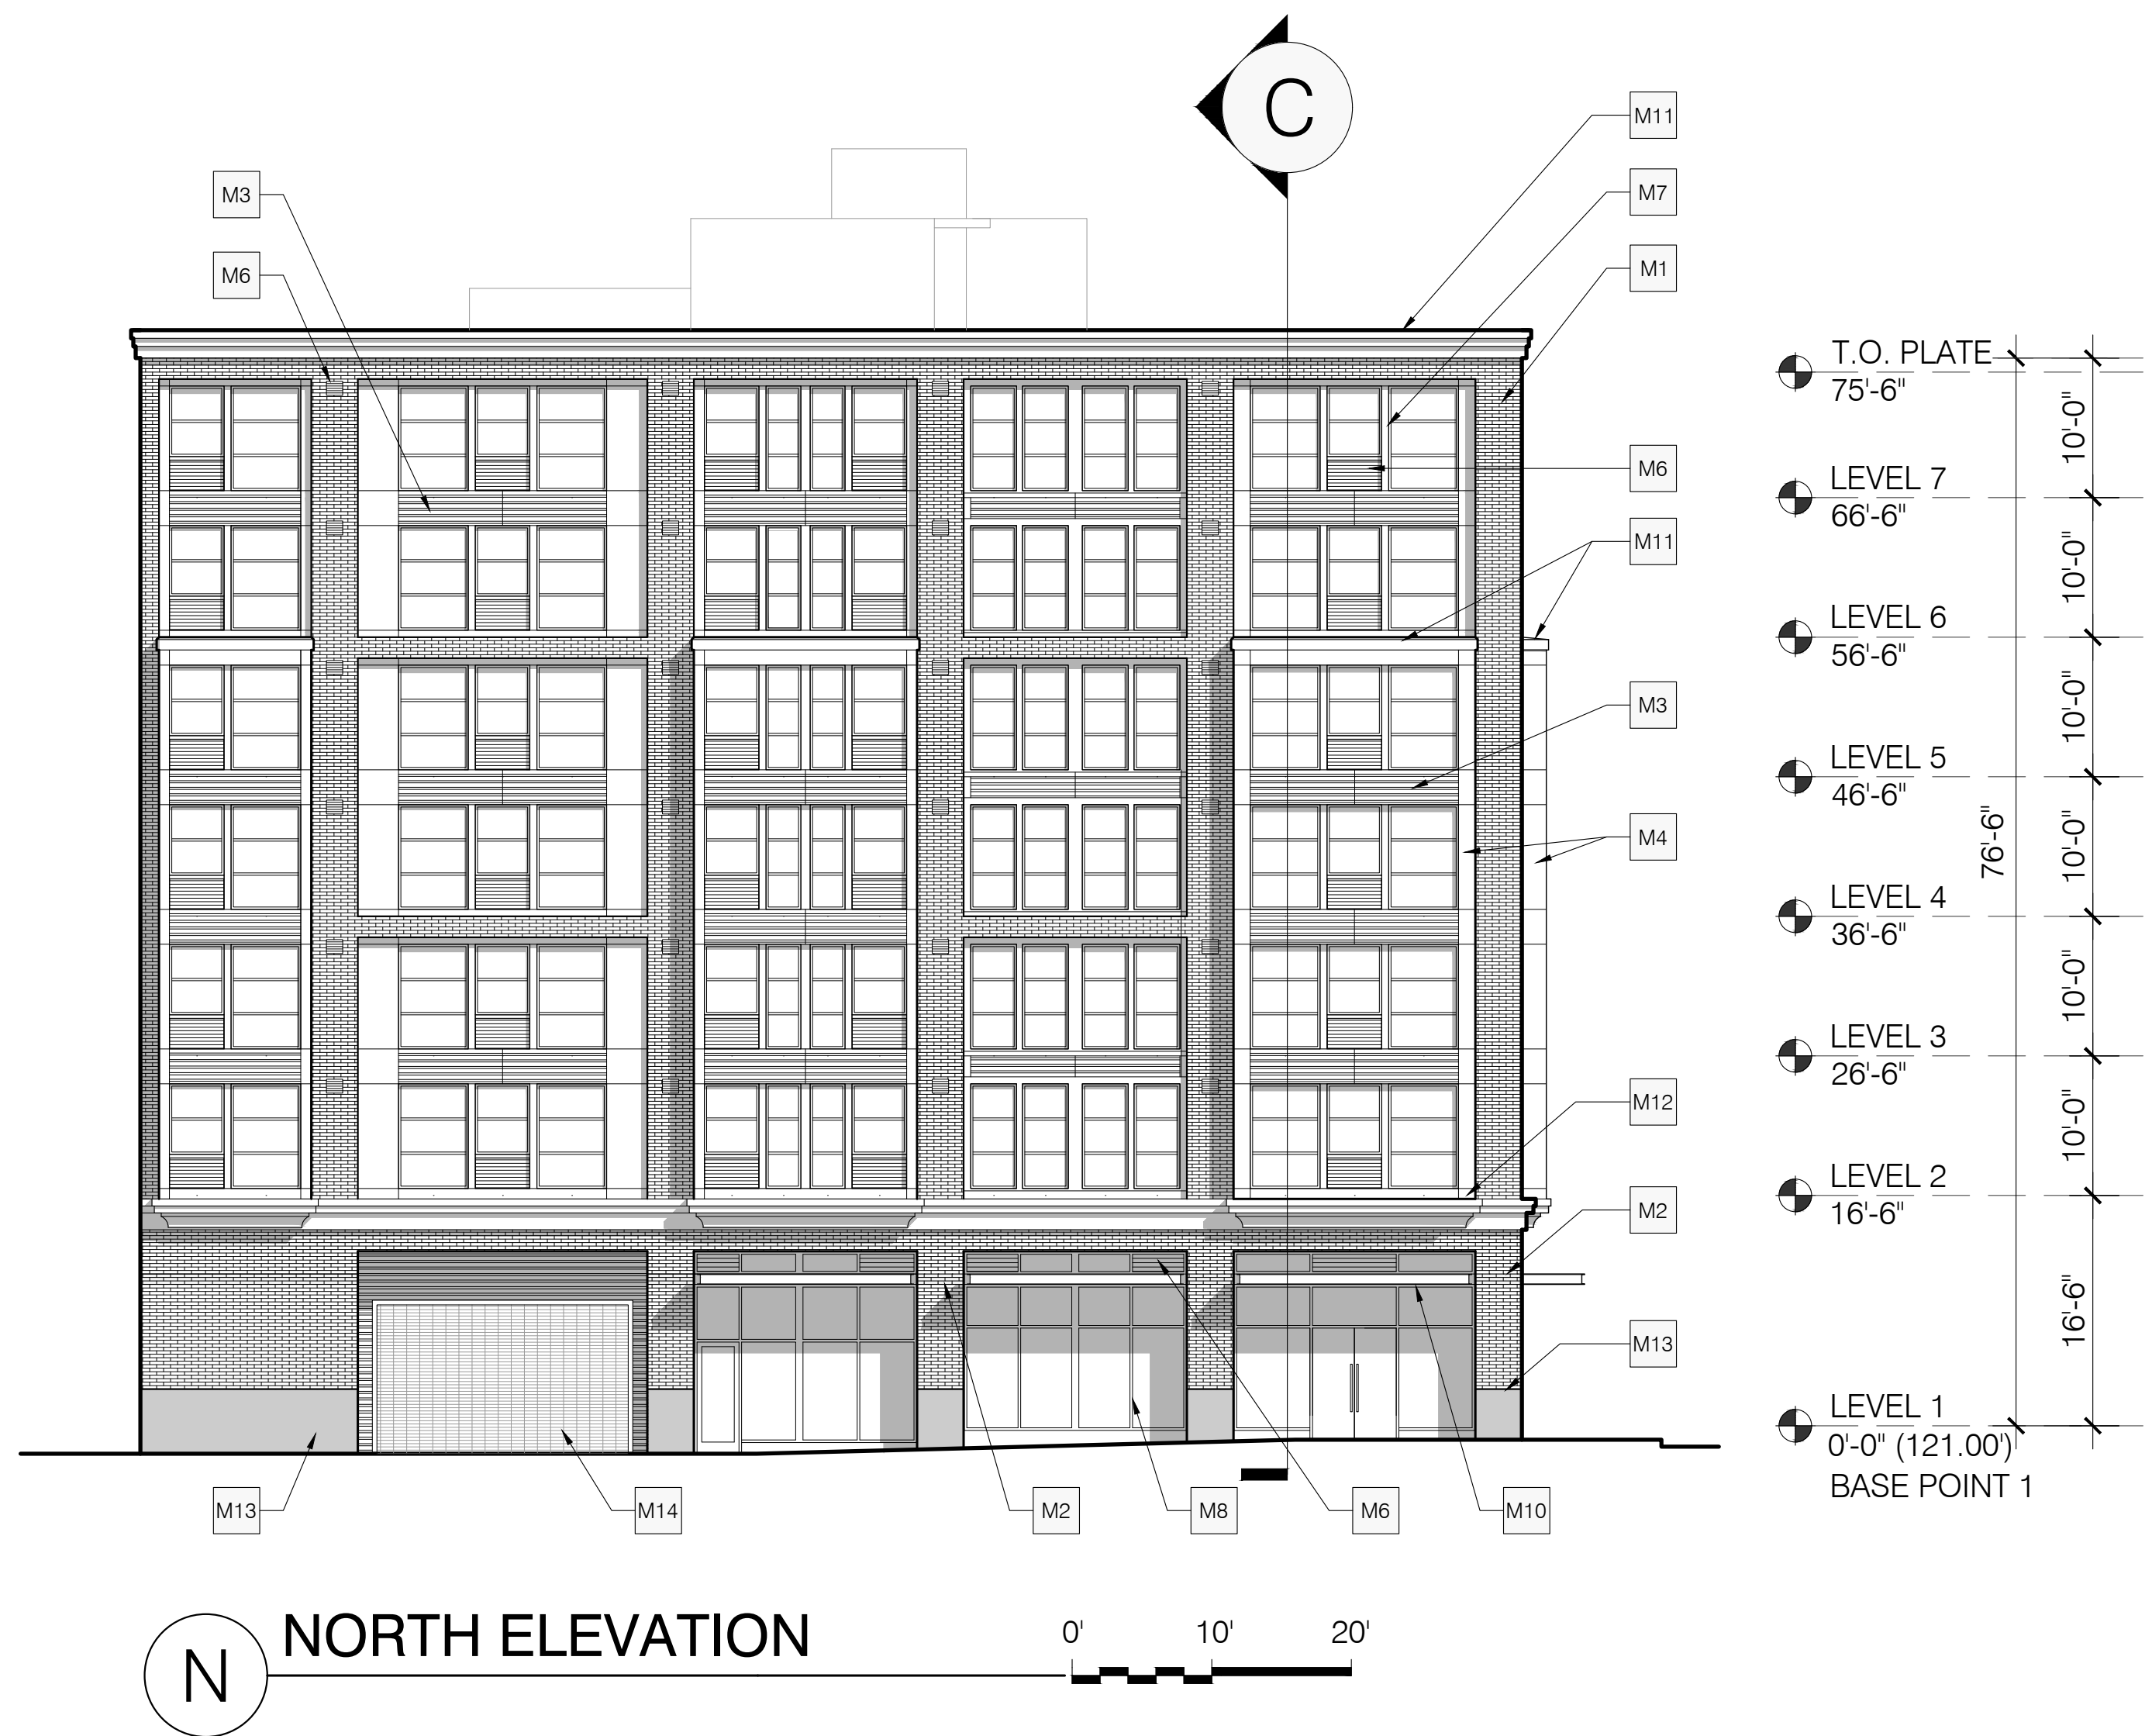 C
M11
M3
M7
M6
M1
T.O. PLATE
75'-6"
10'-0"
M6
LEVEL 7
66'-6"
M11
10'-0"
LEVEL 6
56'-6"
M3
10'-0"
LEVEL 5
46'-6"
M4
76'-6"
10'-0"
LEVEL 4
36'-6"
10'-0"
LEVEL 3
26'-6"
M12
10'-0"
LEVEL 2
16'-6"
M2
16'-6"
M13
LEVEL 1
0'-0" (121.00')
BASE POINT 1
M13
M14
M2
M8
M6
M10
N
NORTH ELEVATION
0' 10' 20'